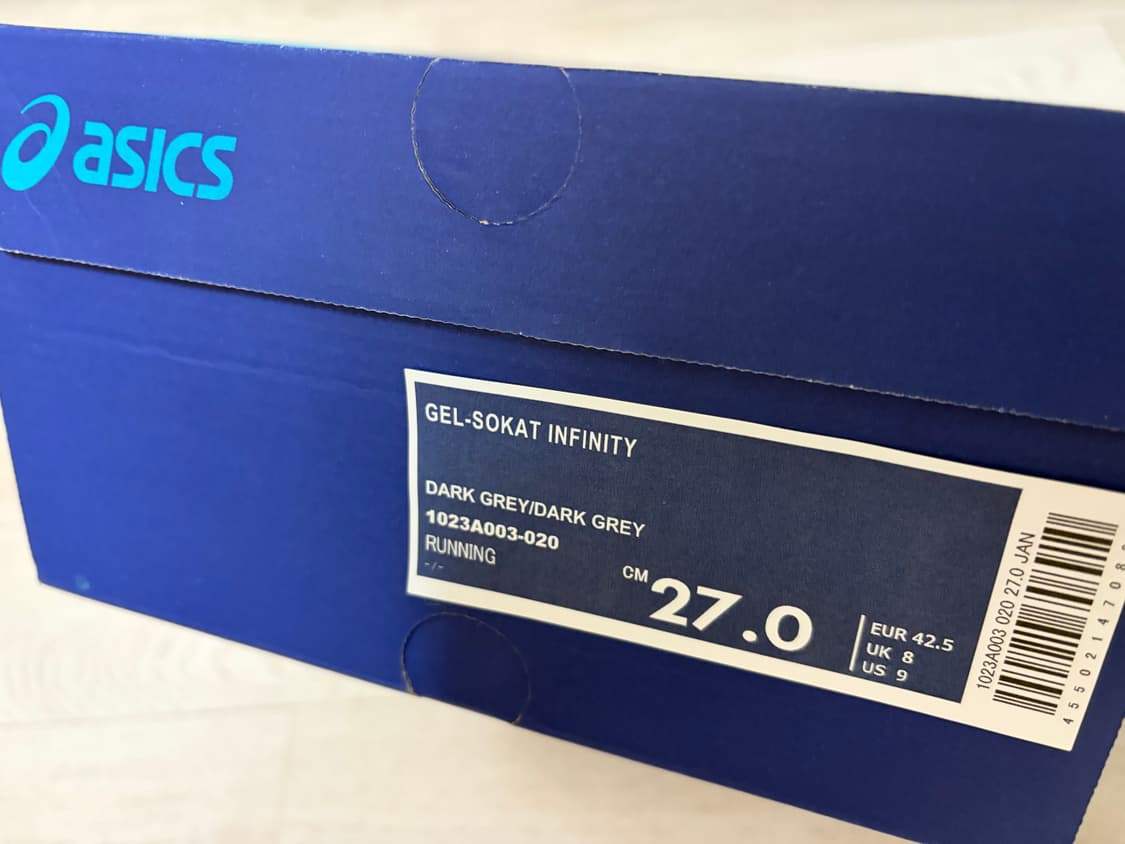 asics
GEL-SOKAT INFINITY
DARK GREY/DARK GREY
1023A003-020
RUNNING
-/-
CM 27.0
EUR 42.5
UK 8
US 9
1023A003 020 27.0 JAN